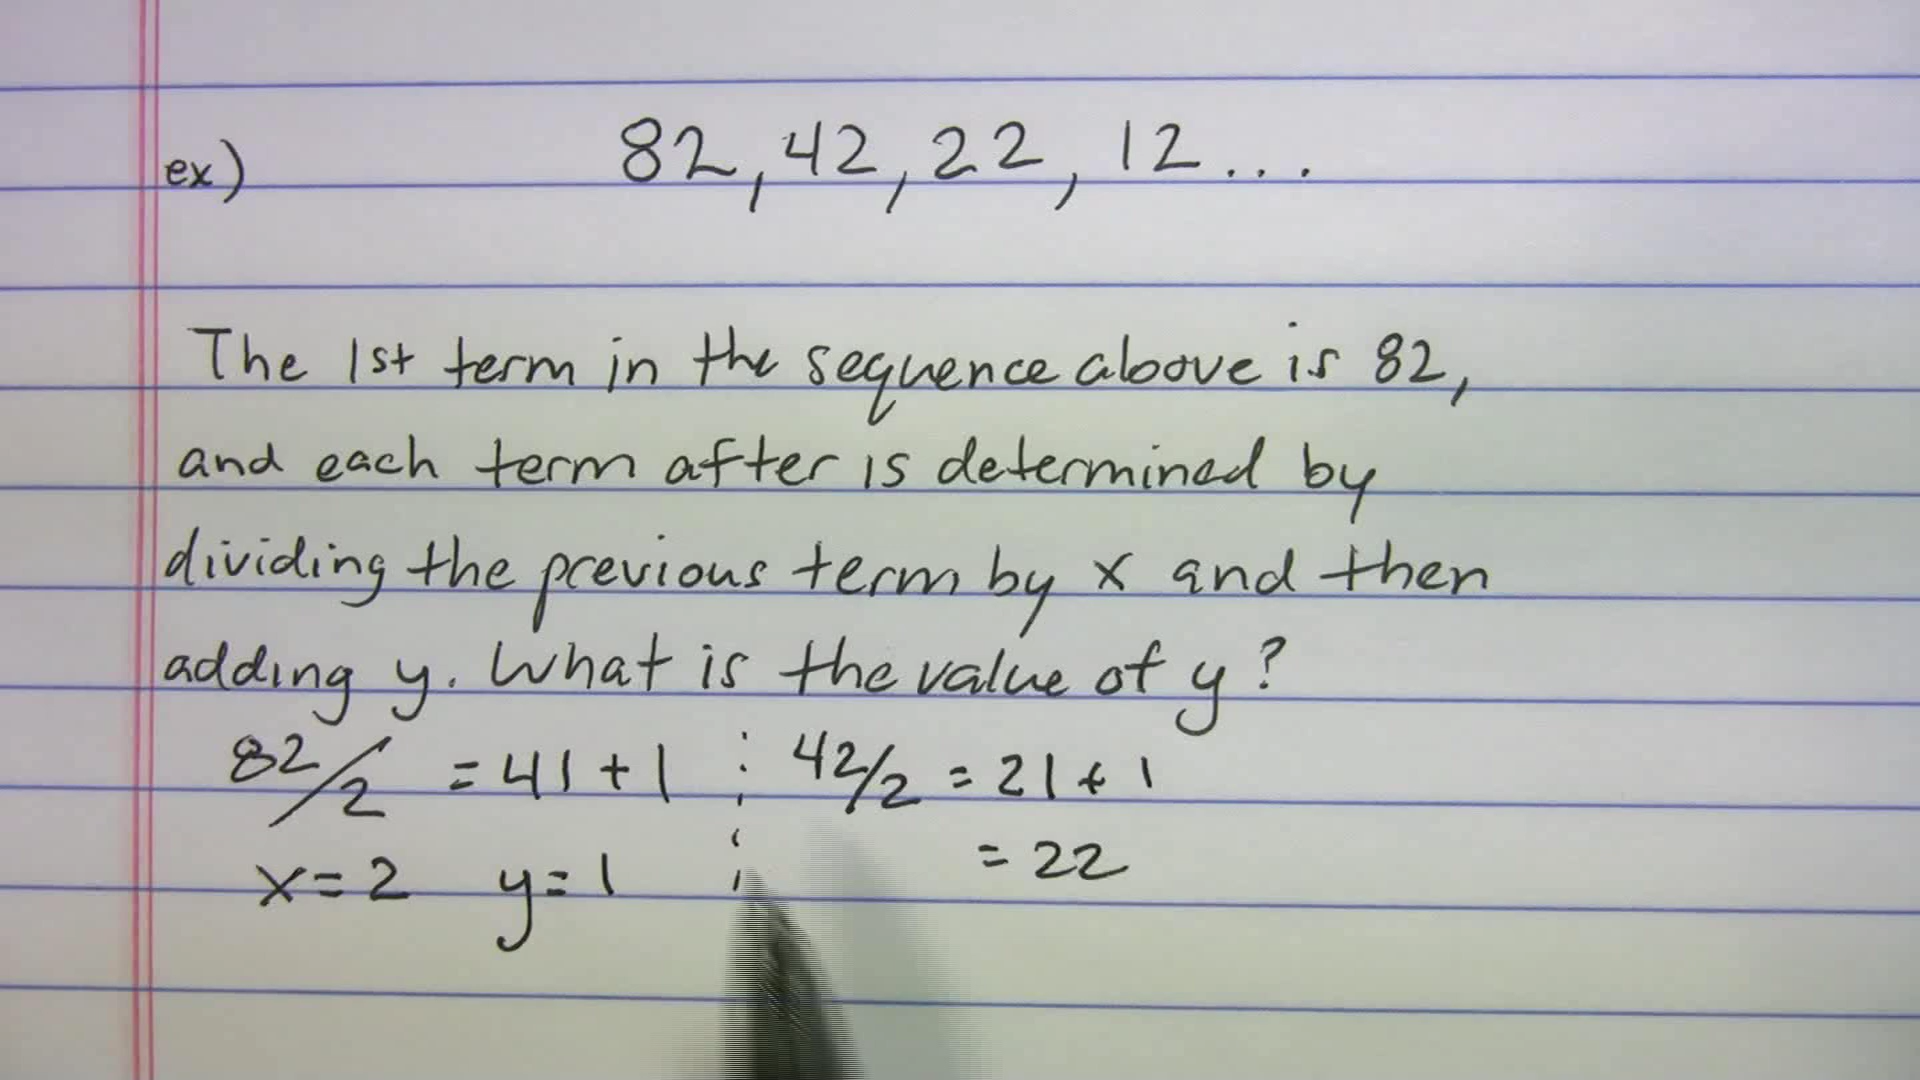 ex) 82, 42, 22, 12...
The 1st term in the sequence above is 82,
and each term after is determined by
dividing the previous term by x and then
adding y. What is the value of y?
82/2 = 41 + 1 42/2 = 21 + 1
= 22
x = 2 y = 1